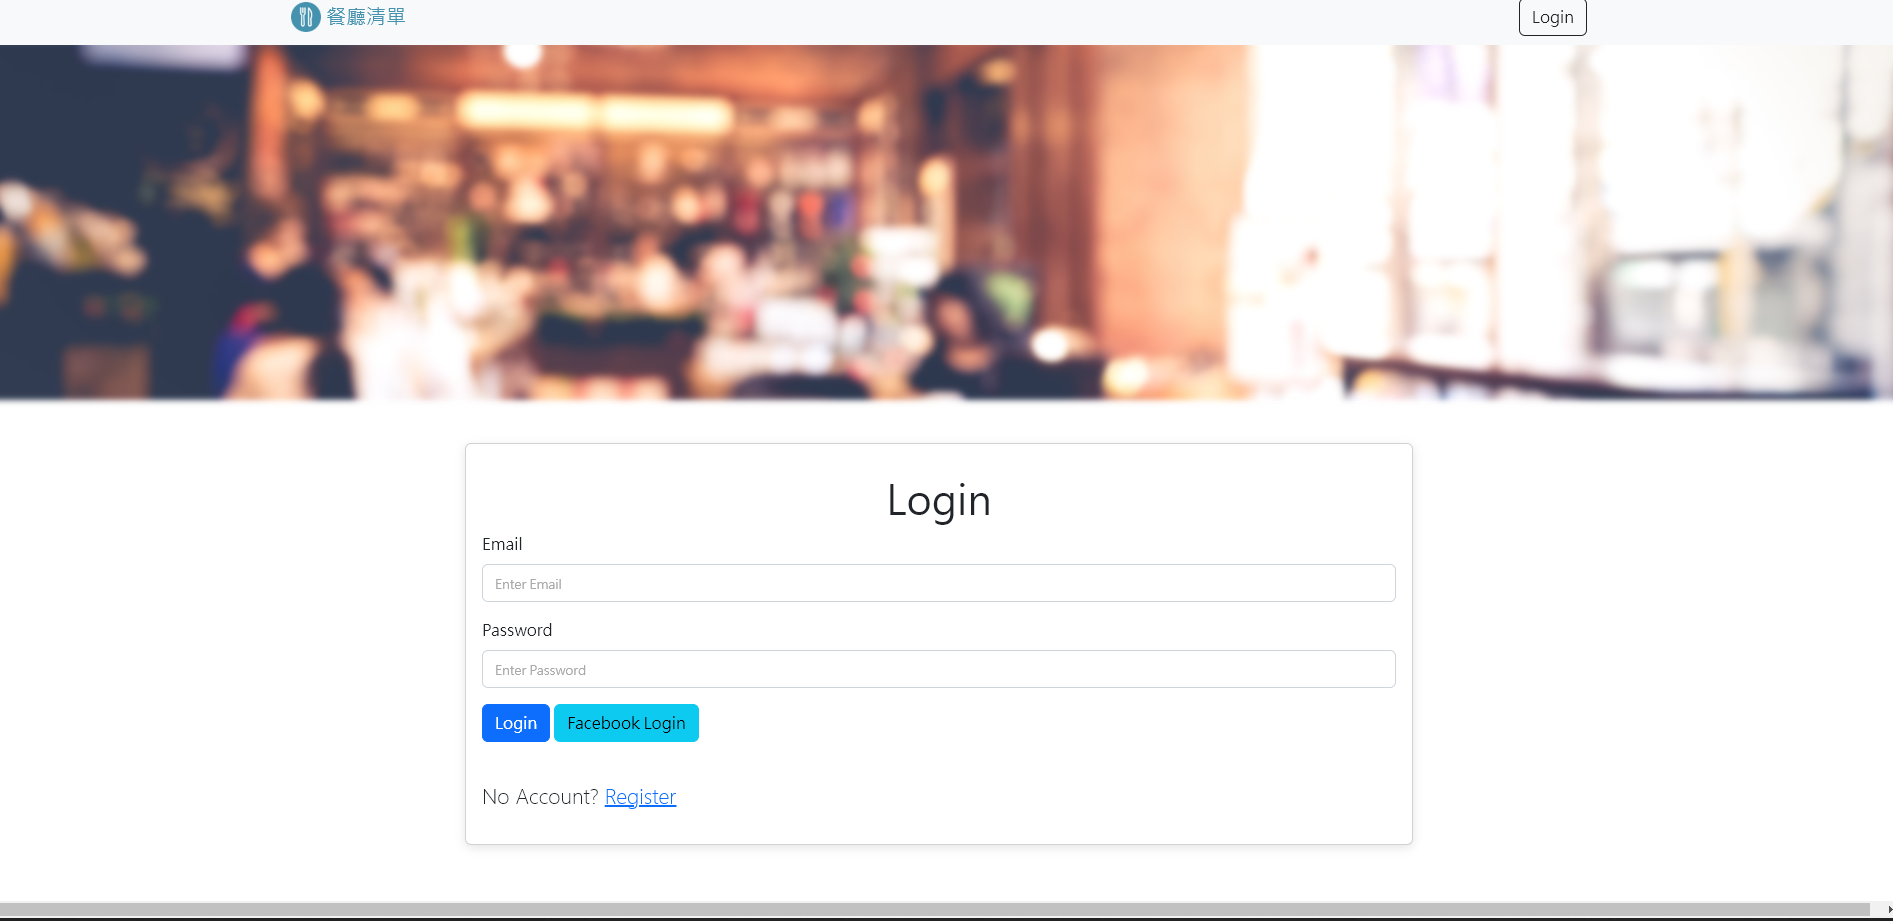 餐廳清單
Login
Login
Email
Enter Email
Password
Enter Password
Login Facebook Login
No Account? Register